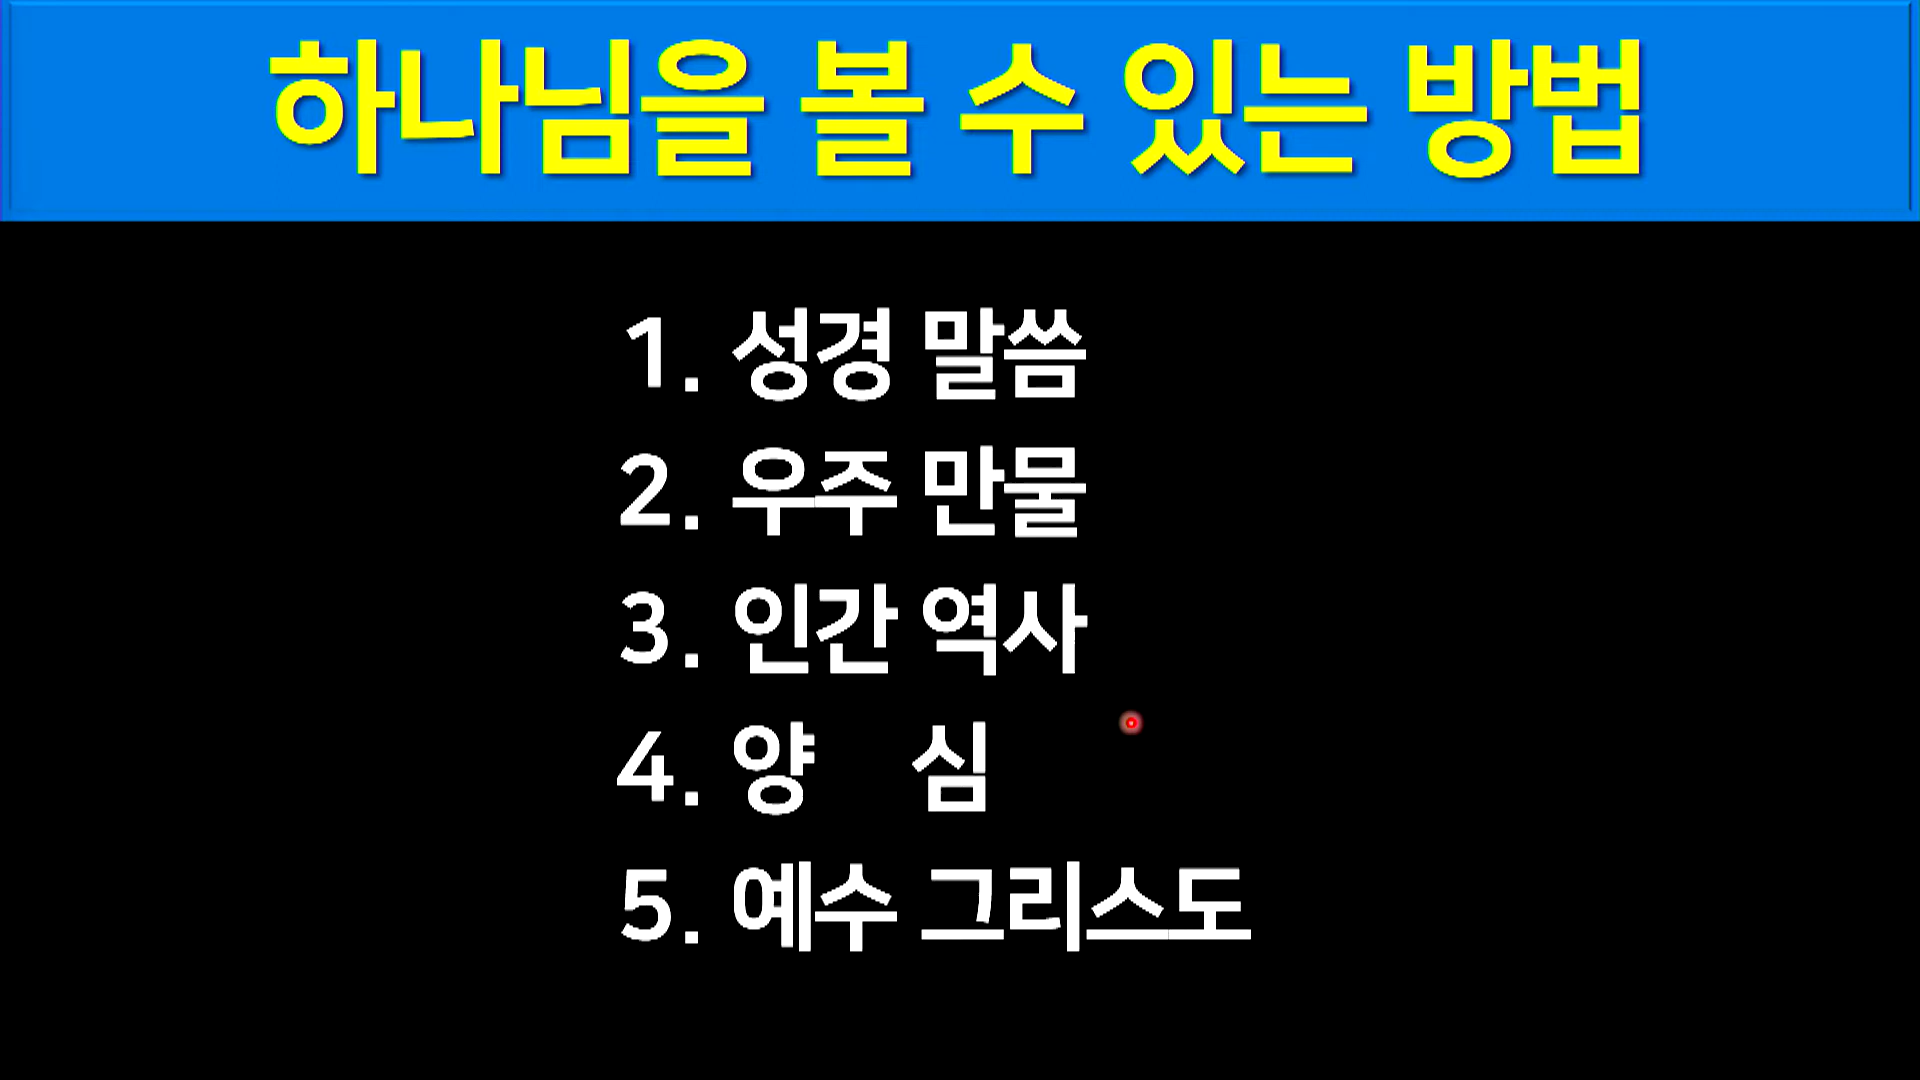 하나님을 볼 수 있는 방법
1. 성경 말씀
2. 우주 만물
3. 인간 역사
4. 양 심
5. 예수 그리스도